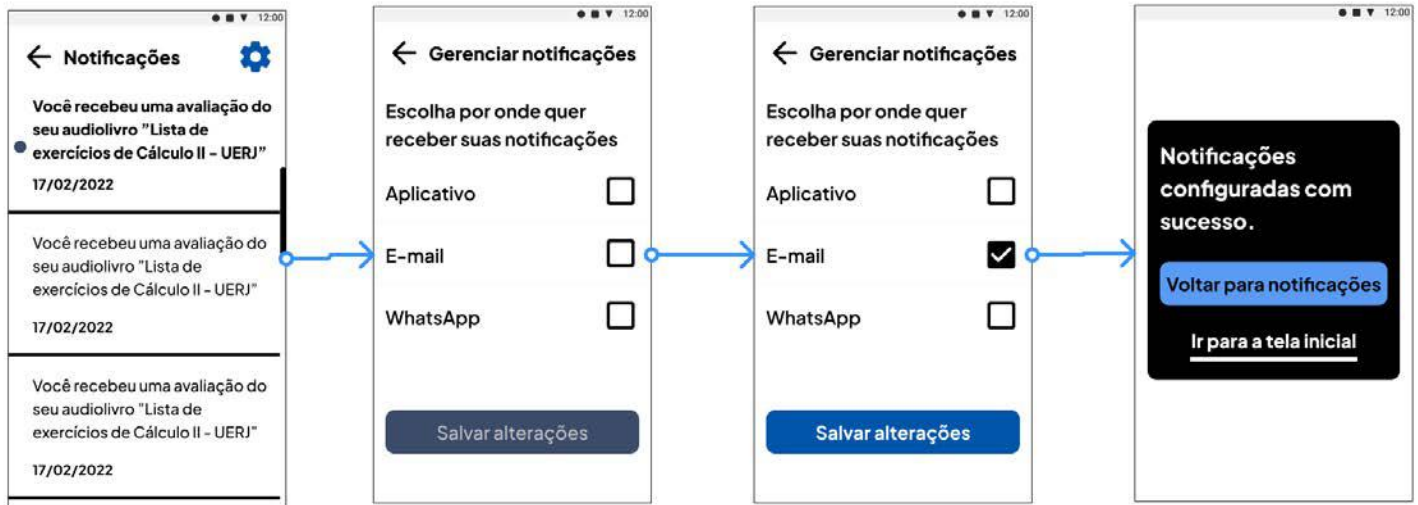 12:00
Notificações
Você recebeu uma avaliação do
seu audiolivro ”Lista de
exercícios de Cálculo II – UERJ”
17/02/2022
Você recebeu uma avaliação do
seu audiolivro "Lista de
exercícios de Cálculo II - UERJ"
17/02/2022
Você recebeu uma avaliação do
seu audiolivro "Lista de
exercícios de Cálculo II - UERJ"
17/02/2022
12:00
Gerenciar notificações
Escolha por onde quer
receber suas notificações
Aplicativo
E-mail
WhatsApp
Salvar alterações
12:00
Gerenciar notificações
Escolha por onde quer
receber suas notificações
Aplicativo
E-mail
WhatsApp
Salvar alterações
12:00
Notificações
configuradas com
sucesso.
Voltar para notificações
Ir para a tela inicial